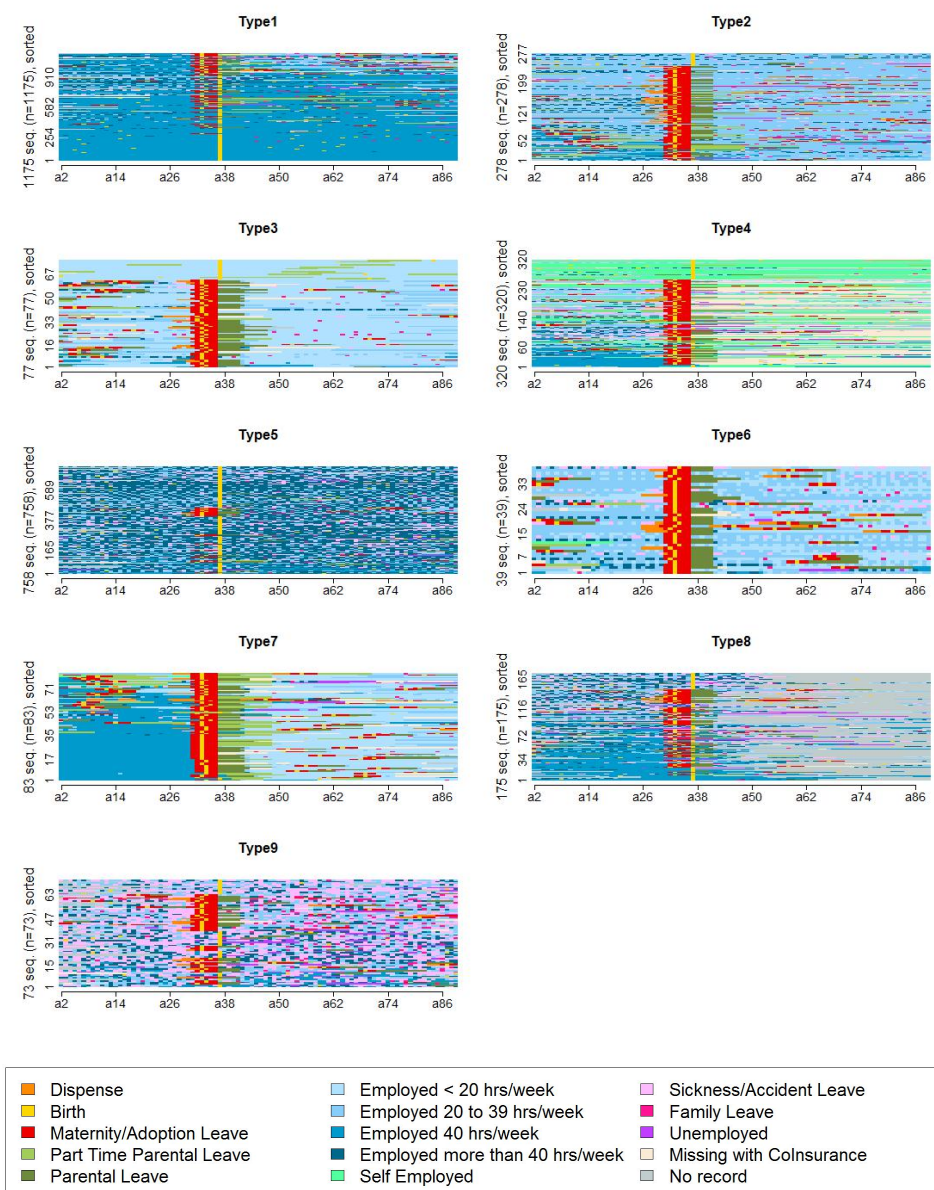 Type1
1175 seq. (n=1175), sorted
1 254 582 910
a2 a14 a26 a38 a50 a62 a74 a86
Type2
278 seq. (n=278), sorted
1 52 121 199 277
a2 a14 a26 a38 a50 a62 a74 a86
Type3
77 seq. (n=77), sorted
1 16 33 50 67
a2 a14 a26 a38 a50 a62 a74 a86
Type4
320 seq. (n=320), sorted
1 60 140 230 320
a2 a14 a26 a38 a50 a62 a74 a86
Type5
758 seq. (n=758), sorted
1 165 377 589
a2 a14 a26 a38 a50 a62 a74 a86
Type6
39 seq. (n=39), sorted
1 7 15 24 33
a2 a14 a26 a38 a50 a62 a74 a86
Type7
83 seq. (n=83), sorted
1 17 35 53 71
a2 a14 a26 a38 a50 a62 a74 a86
Type8
175 seq. (n=175), sorted
1 34 72 116 165
a2 a14 a26 a38 a50 a62 a74 a86
Type9
73 seq. (n=73), sorted
1 15 31 47 63
a2 a14 a26 a38 a50 a62 a74 a86
Dispense
Birth
Maternity/Adoption Leave
Part Time Parental Leave
Parental Leave
Employed < 20 hrs/week
Employed 20 to 39 hrs/week
Employed 40 hrs/week
Employed more than 40 hrs/week
Self Employed
Sickness/Accident Leave
Family Leave
Unemployed
Missing with CoInsurance
No record